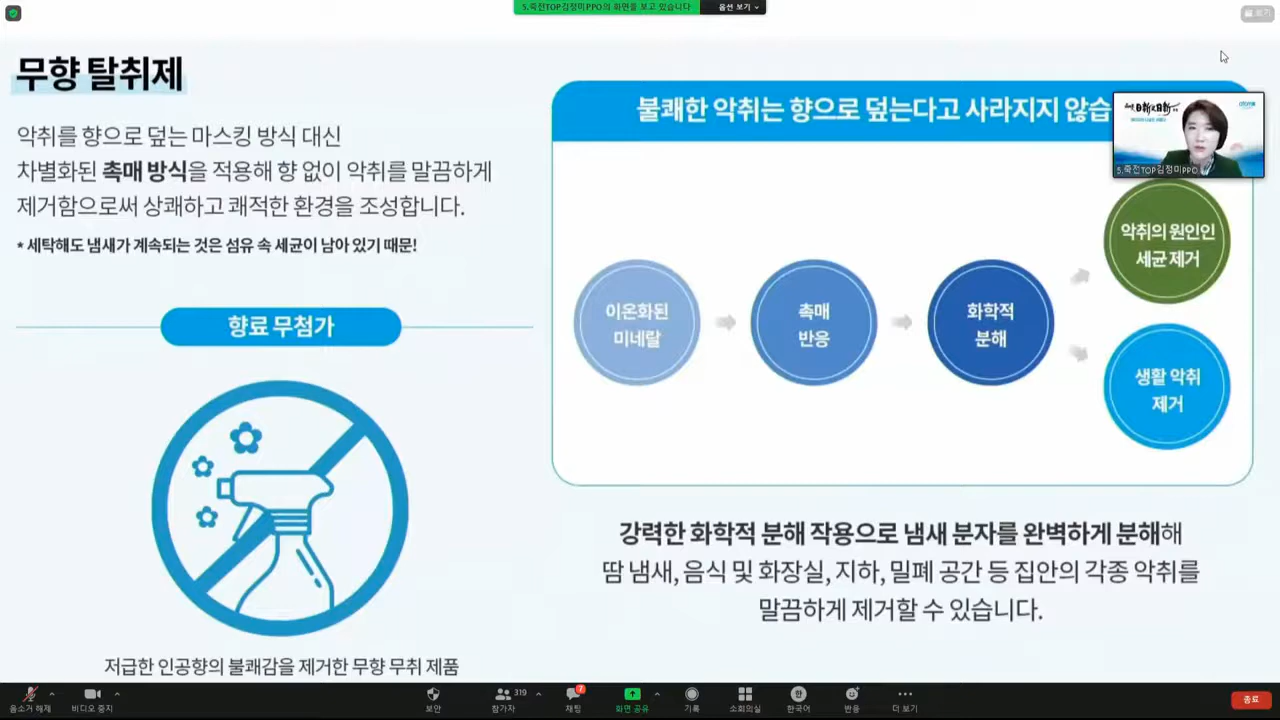 5.죽전TOP김정미PPO의 화면을 보고 있습니다
옵션 보기
보기
무향 탈취제
악취를 향으로 덮는 마스킹 방식 대신
차별화된 촉매 방식을 적용해 향 없이 악취를 말끔하게
제거함으로써 상쾌하고 쾌적한 환경을 조성합니다.
* 세탁해도 냄새가 계속되는 것은 섬유 속 세균이 남아 있기 때문!
향료 무첨가
저급한 인공향의 불쾌감을 제거한 무향 무취 제품
불쾌한 악취는 향으로 덮는다고 사라지지 않습
5.죽전TOP김정미PPO
이온화된
미네랄
촉매
반응
화학적
분해
악취의 원인인
세균 제거
생활 악취
제거
강력한 화학적 분해 작용으로 냄새 분자를 완벽하게 분해해
땀 냄새, 음식 및 화장실, 지하, 밀폐 공간 등 집안의 각종 악취를
말끔하게 제거할 수 있습니다.
음소거 해제
비디오 중지
보안
319
참가자
7
채팅
화면 공유
기록
소회의실
한
한국어
반응
더 보기
종료